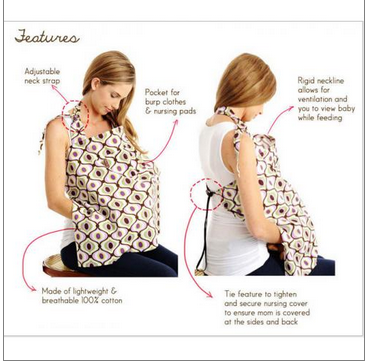 Features
Adjustable
neck strap
Pocket for
burp clothes
& nursing pads
Rigid neckline
allows for
ventilation and
you to view baby
while feeding
Made of lightweight &
breathable 100% cotton
Tie feature to tighten
and secure nursing cover
to ensure mom is covered
at the sides and back